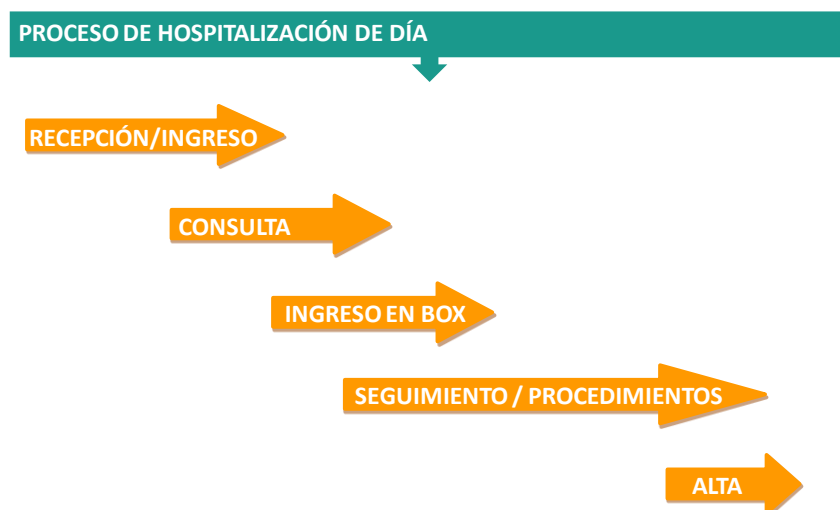 PROCESO DE HOSPITALIZACIÓN DE DÍA
RECEPCIÓN/INGRESO
CONSULTA
INGRESO EN BOX
SEGUIMIENTO / PROCEDIMIENTOS
ALTA